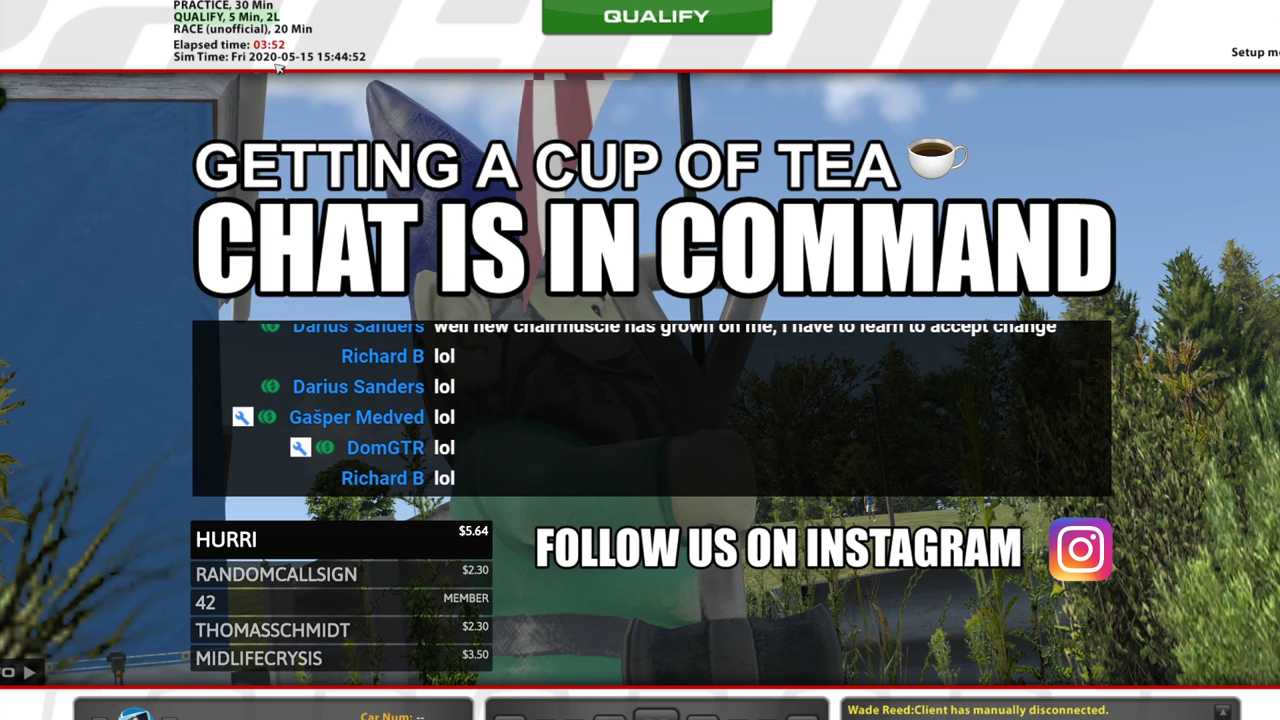 PRACTICE, 30 Min
QUALIFY, 5 Min, 2L
RACE (unofficial), 20 Min
Elapsed time: 03:52
Sim Time: Fri 2020-05-15 15:44:52
QUALIFY
Setup
GETTING A CUP OF TEA
CHAT IS IN COMMAND
Darius Sanders well new chairmuscle has grown on me, I have to learn to accept change
Richard B lol
Darius Sanders lol
Gašper Medved lol
DomGTR lol
Richard B lol
HURRI $5.64
RANDOMCALLSIGN $2.30
42 MEMBER
THOMASSCHMIDT $2.30
MIDLIFECRYSIS $3.50
FOLLOW US ON INSTAGRAM
Car Num: --
Wade Reed:Client has manually disconnected.